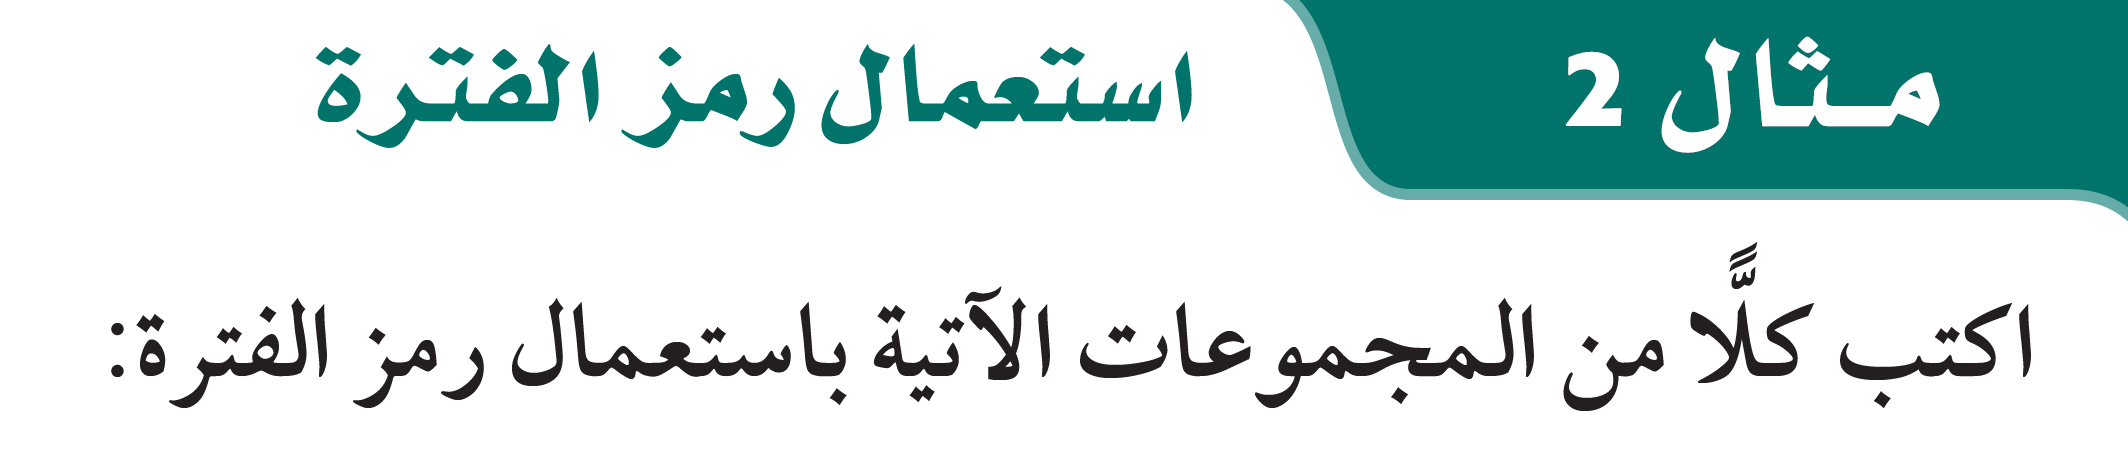 مثال 2 استعمال رمز الفترة
اكتب كلًّا من المجموعات الآتية باستعمال رمز الفترة: